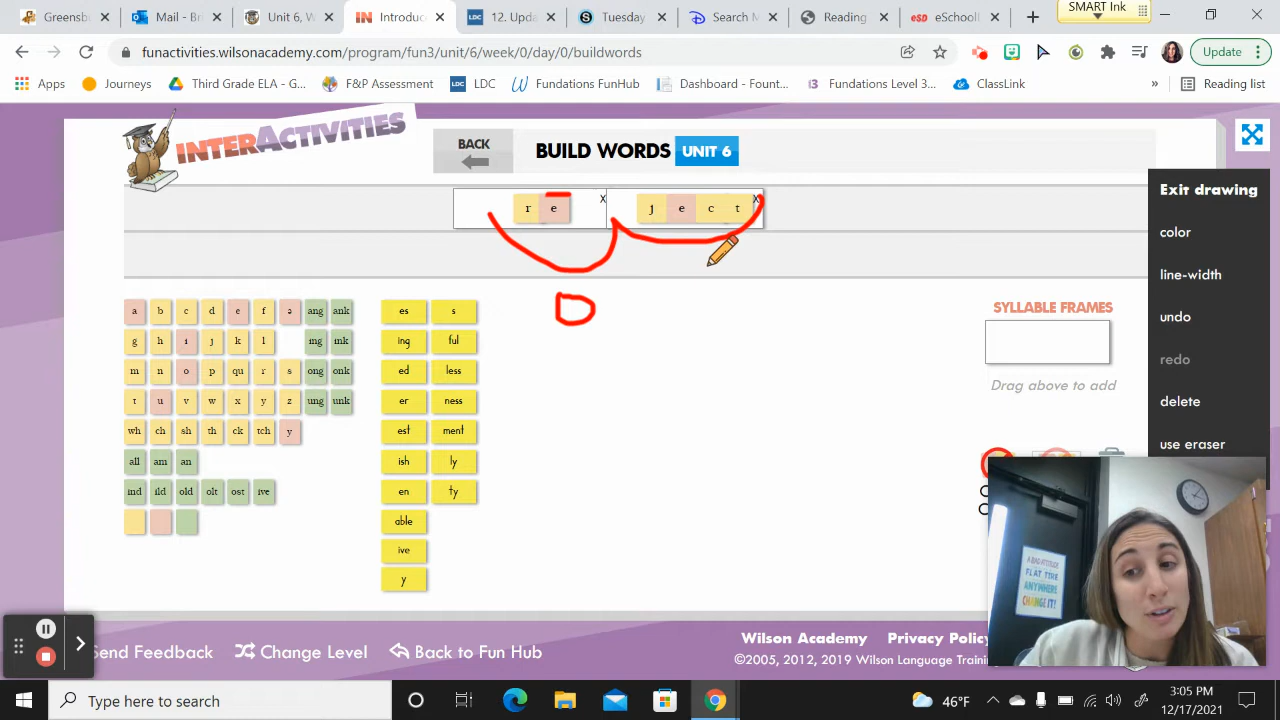 Greensb
Mail - Br
Unit 6, W
Introduc
12. Upda
Tuesday
Search M
Reading
eSchool
SMART Ink
funactivities.wilsonacademy.com/program/fun3/unit/6/week/0/day/0/buildwords
Update
Apps
Journeys
Third Grade ELA - G...
F&P Assessment
LDC
Fundations FunHub
Dashboard - Fount...
Fundations Level 3...
ClassLink
»
Reading list
INTERACTIVITIES
BACK
BUILD WORDS UNIT 6
r e x j e c t x
Exit drawing
color
line-width
undo
redo
delete
use eraser
a b c d e f ə ang ank
g h i j k l ing ink
m n o p qu r s ong onk
t u v w x y z ung unk
wh ch sh th ck tch y
all am an
ind ild old olt ost ive
es s
ing ful
ed less
er ness
est ment
ish ly
en ty
able
ive
y
SYLLABLE FRAMES
Drag above to add
A BAD ATTITUDE
FLAT TIRE
ANYWHERE
CHANGE IT!
Send Feedback
Change Level
Back to Fun Hub
Wilson Academy
Privacy Policy
©2005, 2012, 2019 Wilson Language Traini
Type here to search
46°F
3:05 PM
12/17/2021